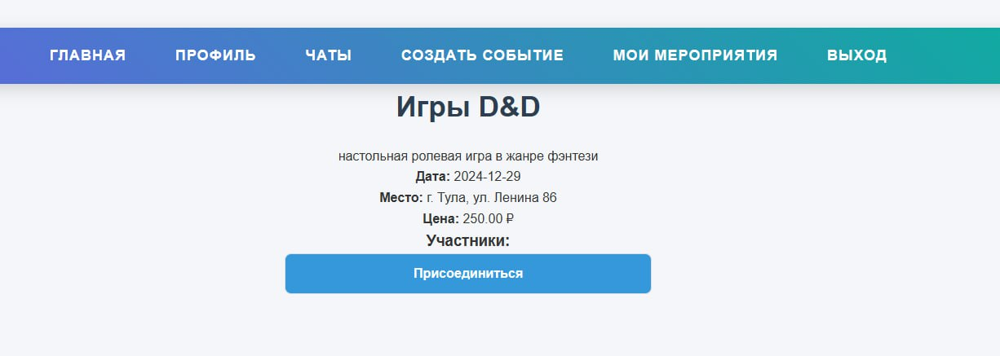 ГЛАВНАЯ ПРОФИЛЬ ЧАТЫ СОЗДАТЬ СОБЫТИЕ МОИ МЕРОПРИЯТИЯ ВЫХОД
Игры D&D
настольная ролевая игра в жанре фэнтези
Дата: 2024-12-29
Место: г. Тула, ул. Ленина 86
Цена: 250.00 ₽
Участники:
Присоединиться